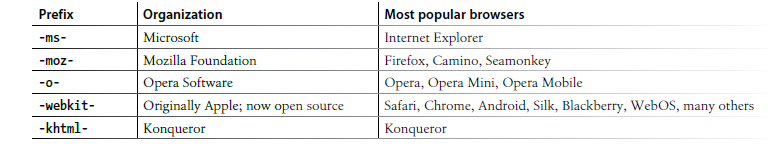 Prefix Organization Most popular browsers
-ms- Microsoft Internet Explorer
-moz- Mozilla Foundation Firefox, Camino, Seamonkey
-o- Opera Software Opera, Opera Mini, Opera Mobile
-webkit- Originally Apple; now open source Safari, Chrome, Android, Silk, Blackberry, WebOS, many others
-khtml- Konqueror Konqueror